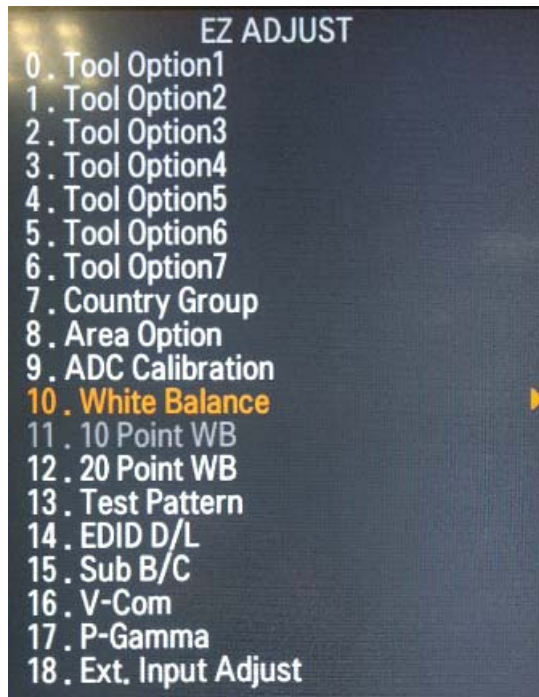 EZ ADJUST
0. Tool Option1
1. Tool Option2
2. Tool Option3
3. Tool Option4
4. Tool Option5
5. Tool Option6
6. Tool Option7
7. Country Group
8. Area Option
9. ADC Calibration
10. White Balance
11. 10 Point WB
12. 20 Point WB
13. Test Pattern
14. EDID D/L
15. Sub B/C
16. V-Com
17. P-Gamma
18. Ext. Input Adjust